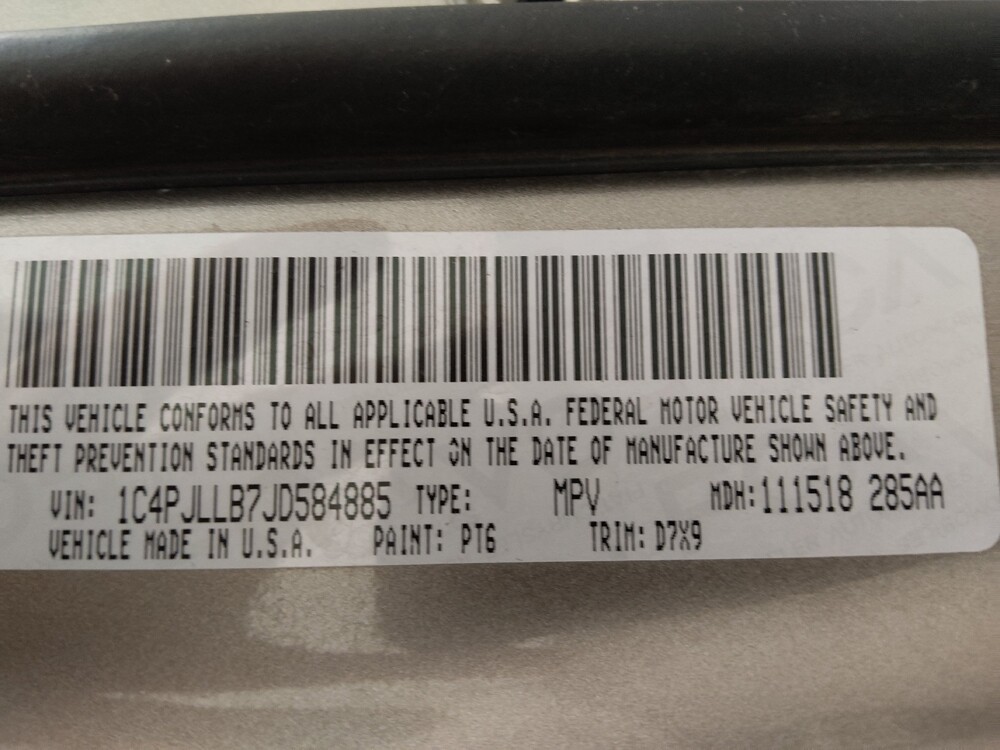 THIS VEHICLE CONFORMS TO ALL APPLICABLE U.S.A. FEDERAL MOTOR VEHICLE SAFETY AND
THEFT PREVENTION STANDARDS IN EFFECT ON THE DATE OF MANUFACTURE SHOWN ABOVE.
VIN: 1C4PJLLB7JD584885 TYPE: MPV MDH:111518 285AA
VEHICLE MADE IN U.S.A. PAINT: PT6 TRIM: D7X9